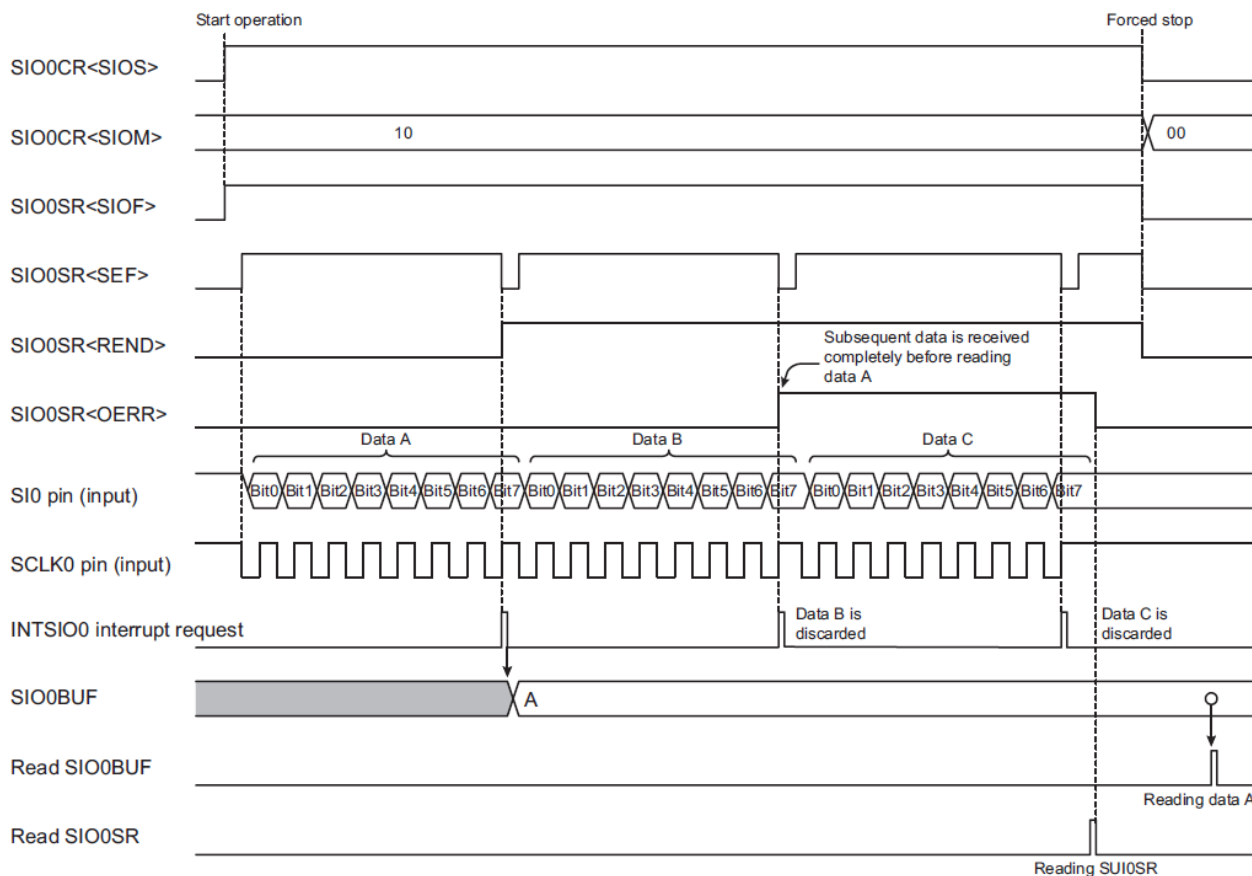 Start operation
Forced stop
SIO0CR<SIOS>
SIO0CR<SIOM>
10
00
SIO0SR<SIOF>
SIO0SR<SEF>
SIO0SR<REND>
Subsequent data is received
completely before reading
data A
SIO0SR<OERR>
Data A
Data B
Data C
SI0 pin (input)
Bit0 Bit1 Bit2 Bit3 Bit4 Bit5 Bit6 Bit7 Bit0 Bit1 Bit2 Bit3 Bit4 Bit5 Bit6 Bit7 Bit0 Bit1 Bit2 Bit3 Bit4 Bit5 Bit6 Bit7
SCLK0 pin (input)
INTSIO0 interrupt request
Data B is
discarded
Data C is
discarded
SIO0BUF
A
Read SIO0BUF
Reading data A
Read SIO0SR
Reading SUI0SR